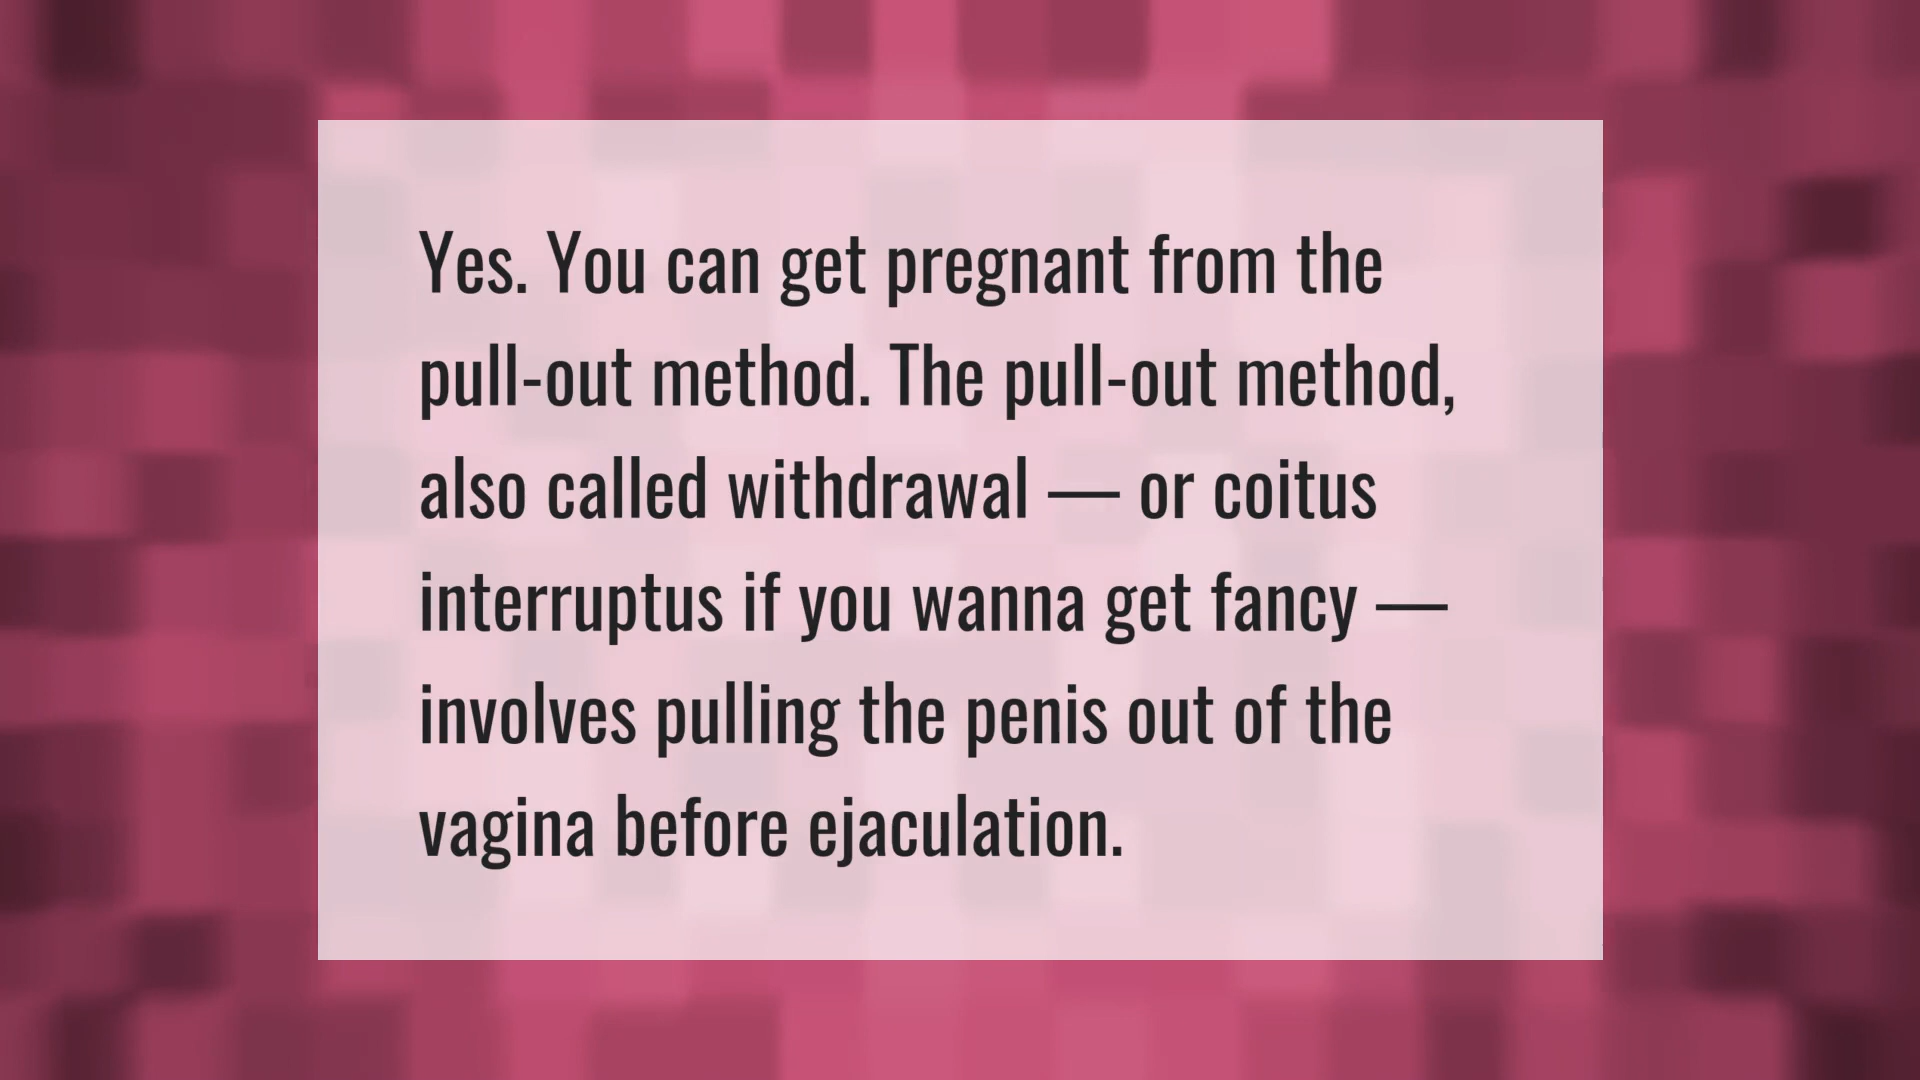 Yes. You can get pregnant from the
pull-out method. The pull-out method,
also called withdrawal — or coitus
interruptus if you wanna get fancy —
involves pulling the penis out of the
vagina before ejaculation.